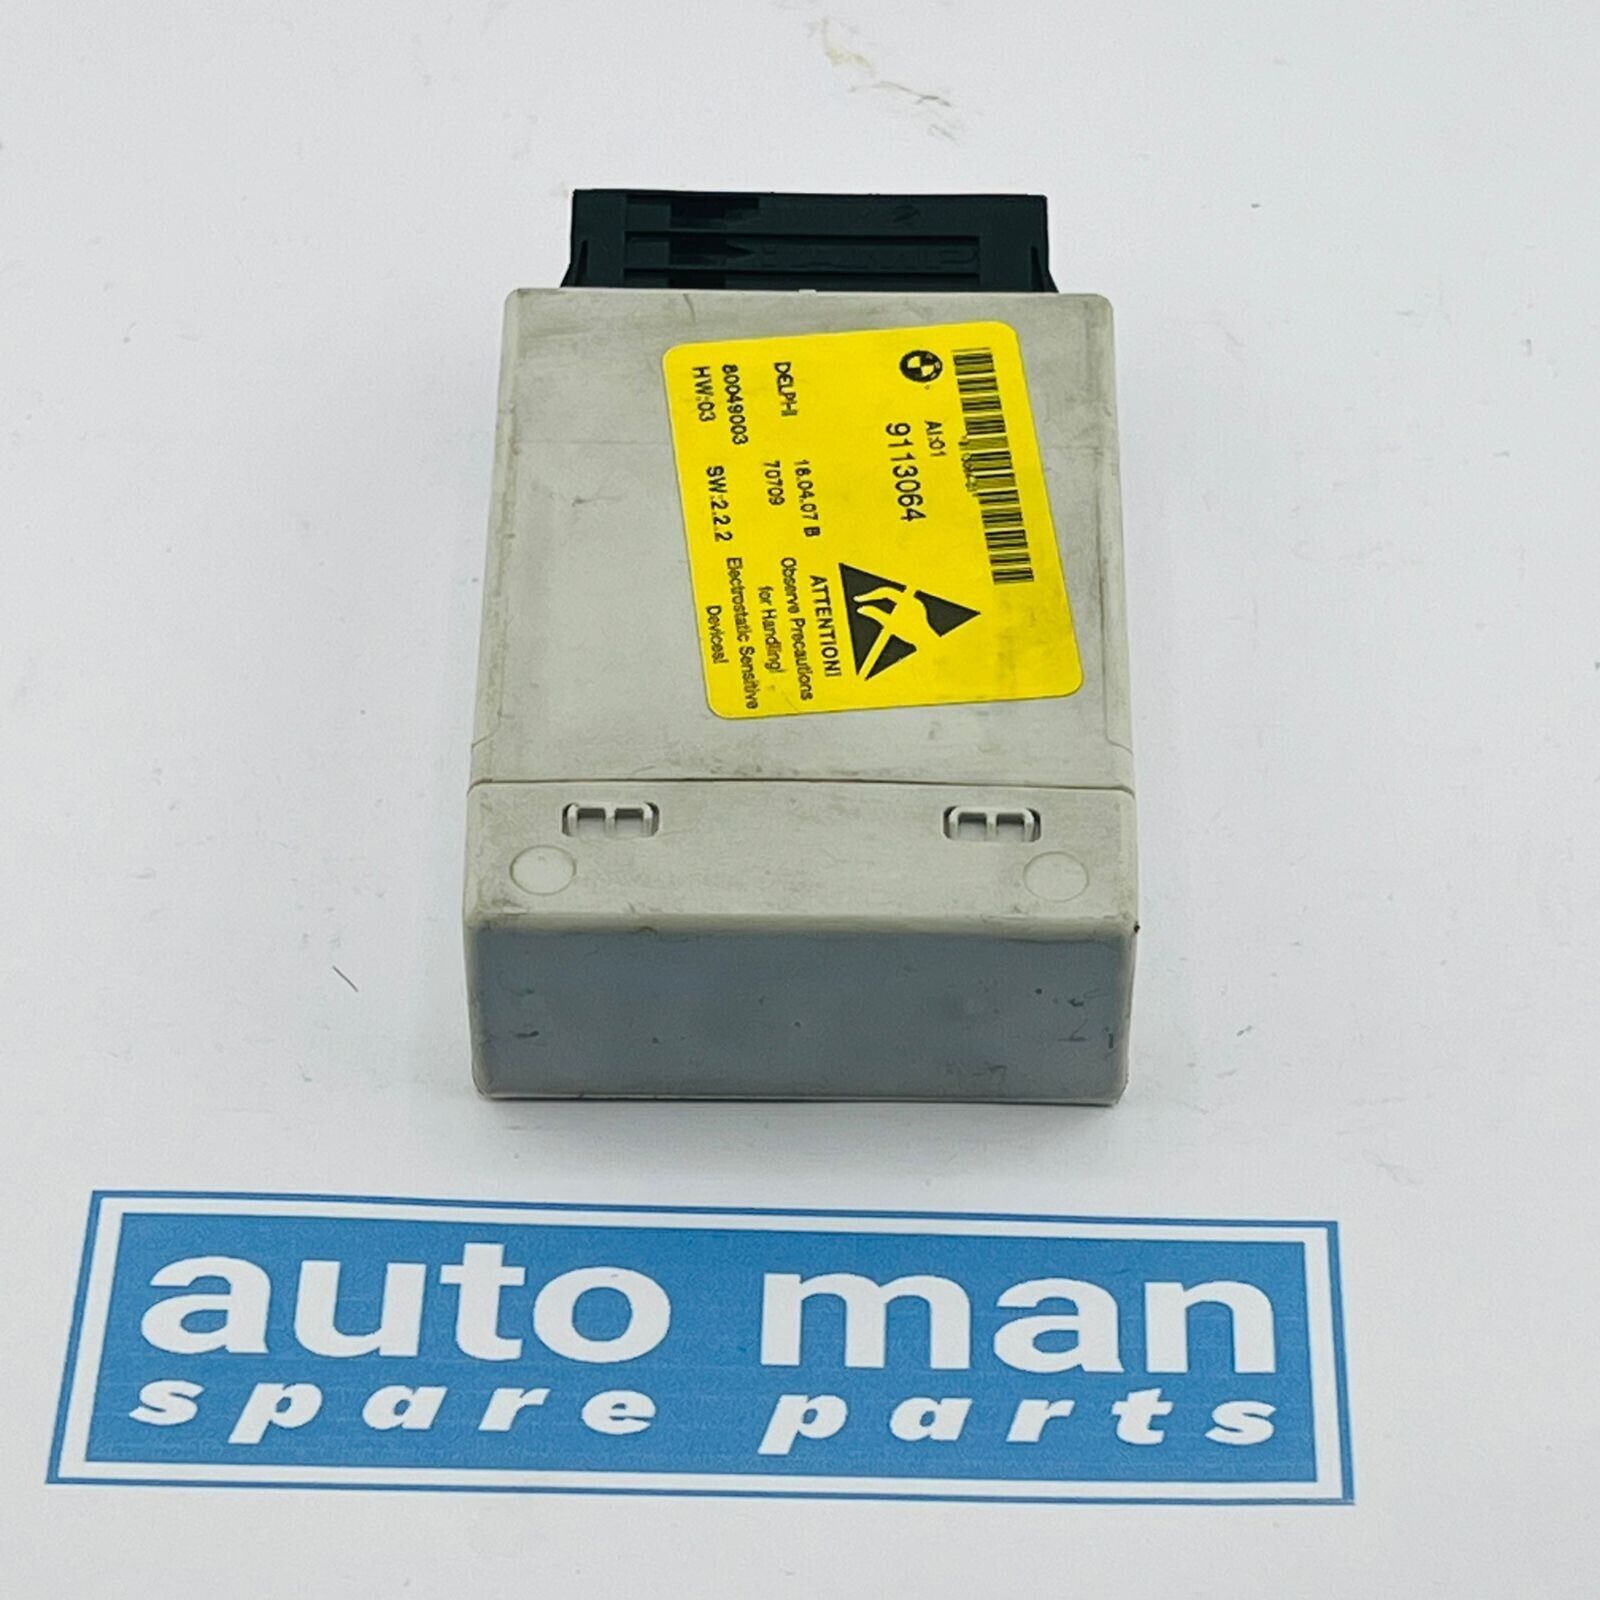 AI:01
9113064
DELPHI 18.04.07 B
80049003 70709
HW:03 SW:2.2.2
ATTENTION!
Observe Precautions
for Handling!
Electrostatic Sensitive
Devices!
auto man
spare parts